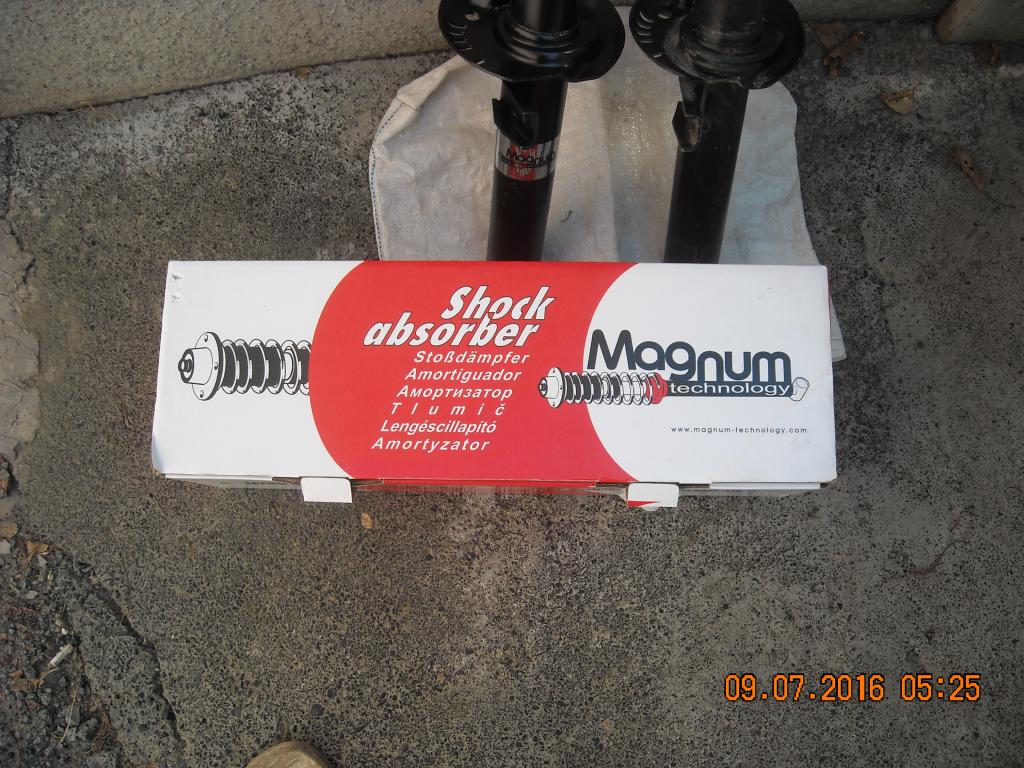 Magnum
Shock
absorber
Stoßdämpfer
Amortiguador
Амортизатор
Tlumič
Lengéscillapító
Amortyzator
Magnum
technology
www.magnum-technology.com
09.07.2016 05:25